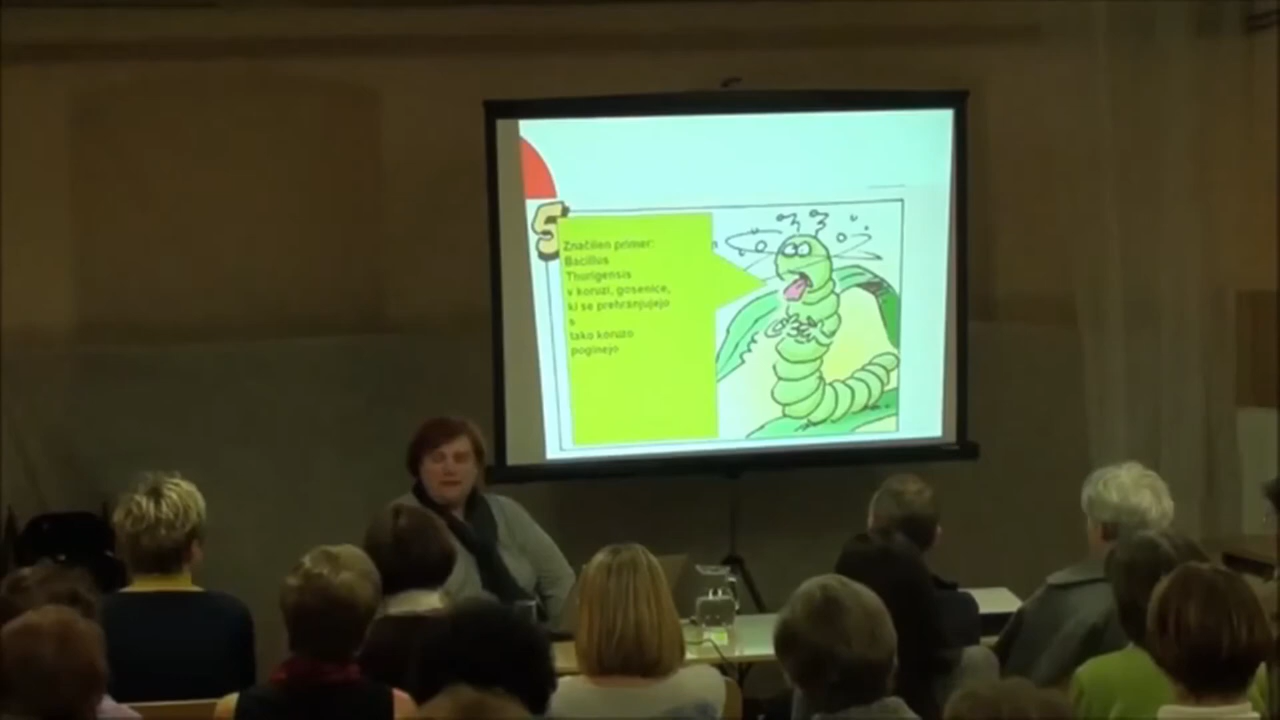 5
Značilen primer:
Bacillus
Thurigensis
v koruzi, gosenice,
ki se prehranjujejo
s
tako koruzo
poginejo